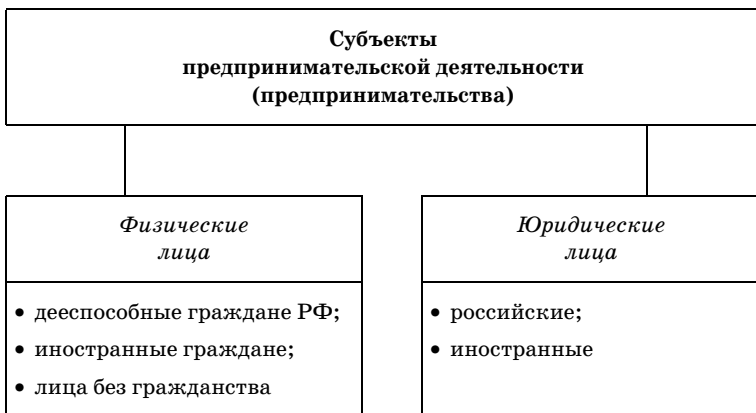 Субъекты
предпринимательской деятельности
(предпринимательства)
Физические
лица
• дееспособные граждане РФ;
• иностранные граждане;
• лица без гражданства
Юридические
лица
• российские;
• иностранные